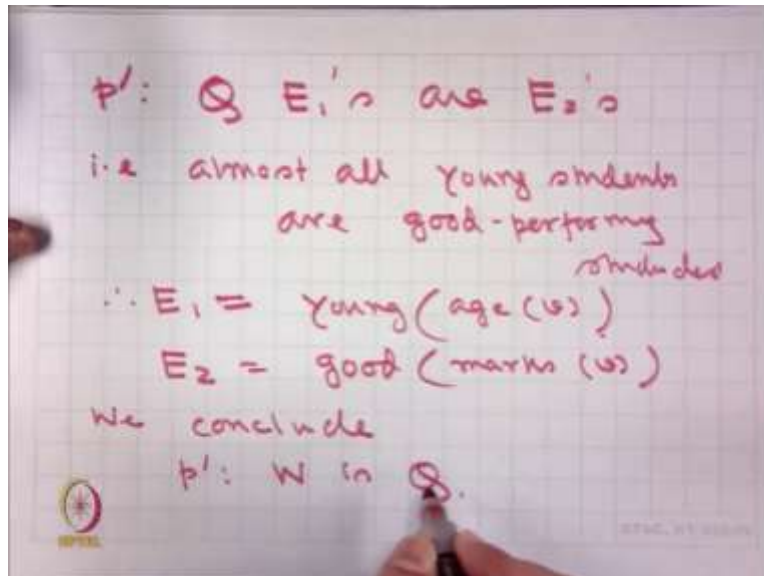 p': Q E₁'s are E₂'s
i.e almost all young students
are good-performing
students
∴ E₁ = young (age (v))
E₂ = good (marks (v))
We conclude
p': W is Q.
NPTEL